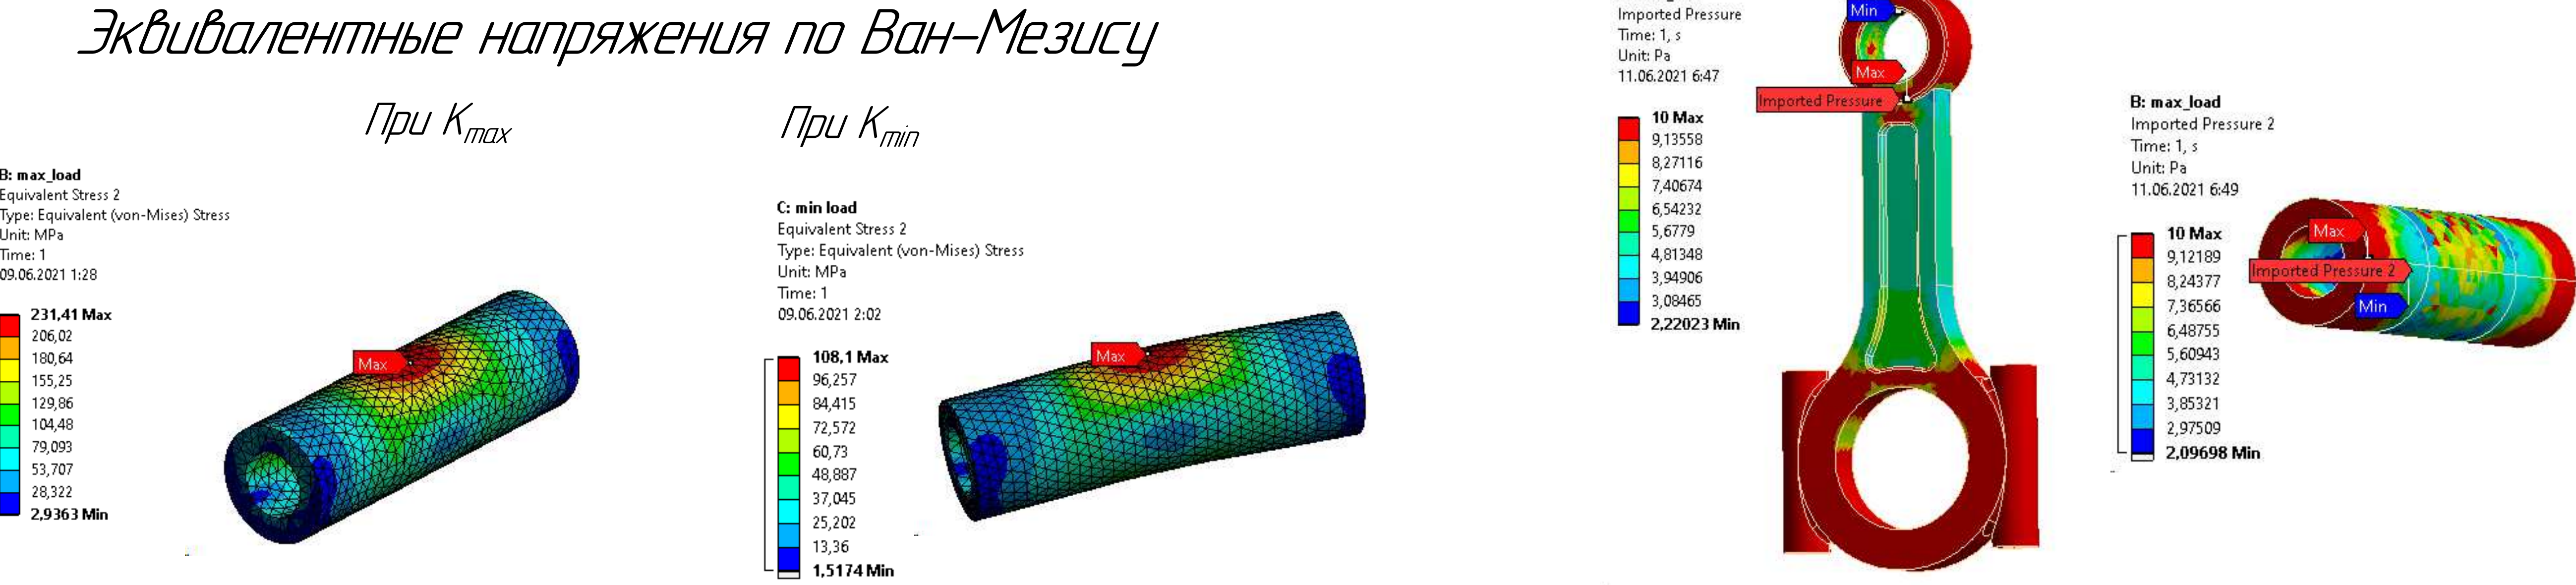 Эквивалентные напряжения по Ван-Мезису
При Kmax
При Kmin
B: max_load
Equivalent Stress 2
Type: Equivalent (von-Mises) Stress
Unit: MPa
Time: 1
09.06.2021 1:28
231,41 Max
206,02
180,64
155,25
129,86
104,48
79,093
53,707
28,322
2,9363 Min
Max
C: min load
Equivalent Stress 2
Type: Equivalent (von-Mises) Stress
Unit: MPa
Time: 1
09.06.2021 2:02
108,1 Max
96,257
84,415
72,572
60,73
48,887
37,045
25,202
13,36
1,5174 Min
Max
Imported Pressure
Time: 1, s
Unit: Pa
11.06.2021 6:47
10 Max
9,13558
8,27116
7,40674
6,54232
5,6779
4,81348
3,94906
3,08465
2,22023 Min
Min
Max
Imported Pressure
B: max_load
Imported Pressure 2
Time: 1, s
Unit: Pa
11.06.2021 6:49
10 Max
9,12189
8,24377
7,36566
6,48755
5,60943
4,73132
3,85321
2,97509
2,09698 Min
Max
Imported Pressure 2
Min